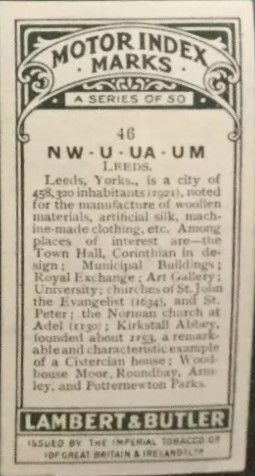 MOTOR INDEX
MARKS
A SERIES OF 50
46
NW·U·UA·UM
LEEDS.
Leeds, Yorks., is a city of
458,320 inhabitants (1921), noted
for the manufacture of woollen
materials, artificial silk, mach-
ine-made clothing, etc. Among
places of interest are—the
Town Hall, Corinthian in de-
sign; Municipal Buildings;
Royal Exchange; Art Gallery;
University; churches of St. John
the Evangelist (1634), and St.
Peter; the Norman church at
Adel (1130); Kirkstall Abbey,
founded about 1153, a remark-
able and characteristic example
of a Cistercian house; Wood-
house Moor, Roundhay, Arm-
ley, and Potternewton Parks.
LAMBERT & BUTLER
ISSUED BY THE IMPERIAL TOBACCO CO
(OF GREAT BRITAIN & IRELAND) LTD